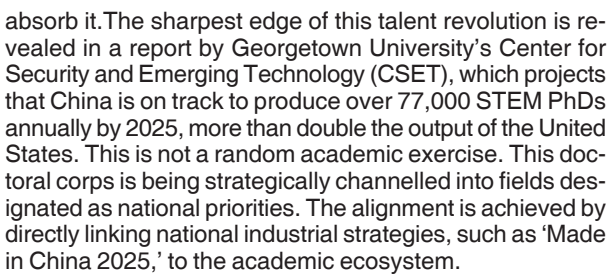 absorb it.The sharpest edge of this talent revolution is re-
vealed in a report by Georgetown University’s Center for
Security and Emerging Technology (CSET), which projects
that China is on track to produce over 77,000 STEM PhDs
annually by 2025, more than double the output of the United
States. This is not a random academic exercise. This doc-
toral corps is being strategically channelled into fields des-
ignated as national priorities. The alignment is achieved by
directly linking national industrial strategies, such as ‘Made
in China 2025,’ to the academic ecosystem.